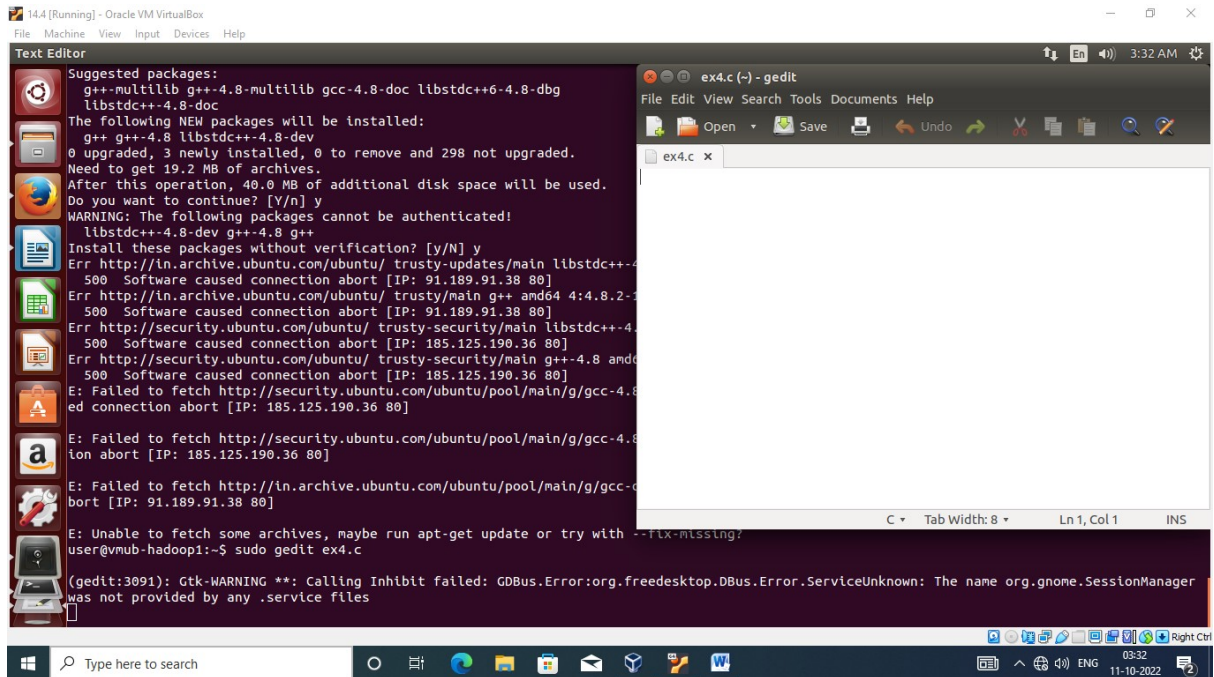 14.4 [Running] - Oracle VM VirtualBox
File Machine View Input Devices Help
Text Editor
En 3:32 AM
Suggested packages:
g++-multilib g++-4.8-multilib gcc-4.8-doc libstdc++6-4.8-dbg
libstdc++-4.8-doc
The following NEW packages will be installed:
g++ g++-4.8 libstdc++-4.8-dev
0 upgraded, 3 newly installed, 0 to remove and 298 not upgraded.
Need to get 19.2 MB of archives.
After this operation, 40.0 MB of additional disk space will be used.
Do you want to continue? [Y/n] y
WARNING: The following packages cannot be authenticated!
libstdc++-4.8-dev g++-4.8 g++
Install these packages without verification? [y/N] y
Err http://in.archive.ubuntu.com/ubuntu/ trusty-updates/main libstdc++-4
500 Software caused connection abort [IP: 91.189.91.38 80]
Err http://in.archive.ubuntu.com/ubuntu/ trusty/main g++ amd64 4:4.8.2-1
500 Software caused connection abort [IP: 91.189.91.38 80]
Err http://security.ubuntu.com/ubuntu/ trusty-security/main libstdc++-4.
500 Software caused connection abort [IP: 185.125.190.36 80]
Err http://security.ubuntu.com/ubuntu/ trusty-security/main g++-4.8 amd6
500 Software caused connection abort [IP: 185.125.190.36 80]
E: Failed to fetch http://security.ubuntu.com/ubuntu/pool/main/g/gcc-4.8
ed connection abort [IP: 185.125.190.36 80]
E: Failed to fetch http://security.ubuntu.com/ubuntu/pool/main/g/gcc-4.8
ion abort [IP: 185.125.190.36 80]
E: Failed to fetch http://in.archive.ubuntu.com/ubuntu/pool/main/g/gcc-d
bort [IP: 91.189.91.38 80]
E: Unable to fetch some archives, maybe run apt-get update or try with --fix-missing?
user@vmub-hadoop1:~$ sudo gedit ex4.c
(gedit:3091): Gtk-WARNING **: Calling Inhibit failed: GDBus.Error:org.freedesktop.DBus.Error.ServiceUnknown: The name org.gnome.SessionManager
was not provided by any .service files
ex4.c (~) - gedit
File Edit View Search Tools Documents Help
Open Save Undo
ex4.c
C Tab Width: 8 Ln 1, Col 1 INS
Right Ctrl
Type here to search
ENG 03:32
11-10-2022
2